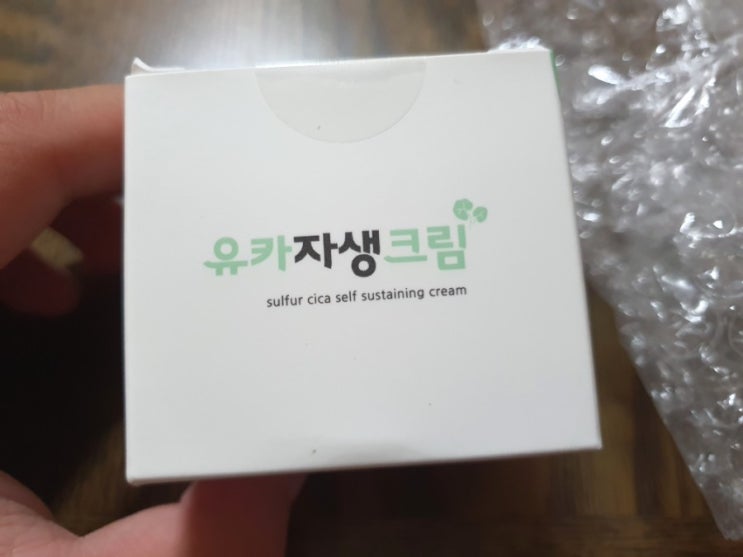 유카자생크림
sulfur cica self sustaining cream